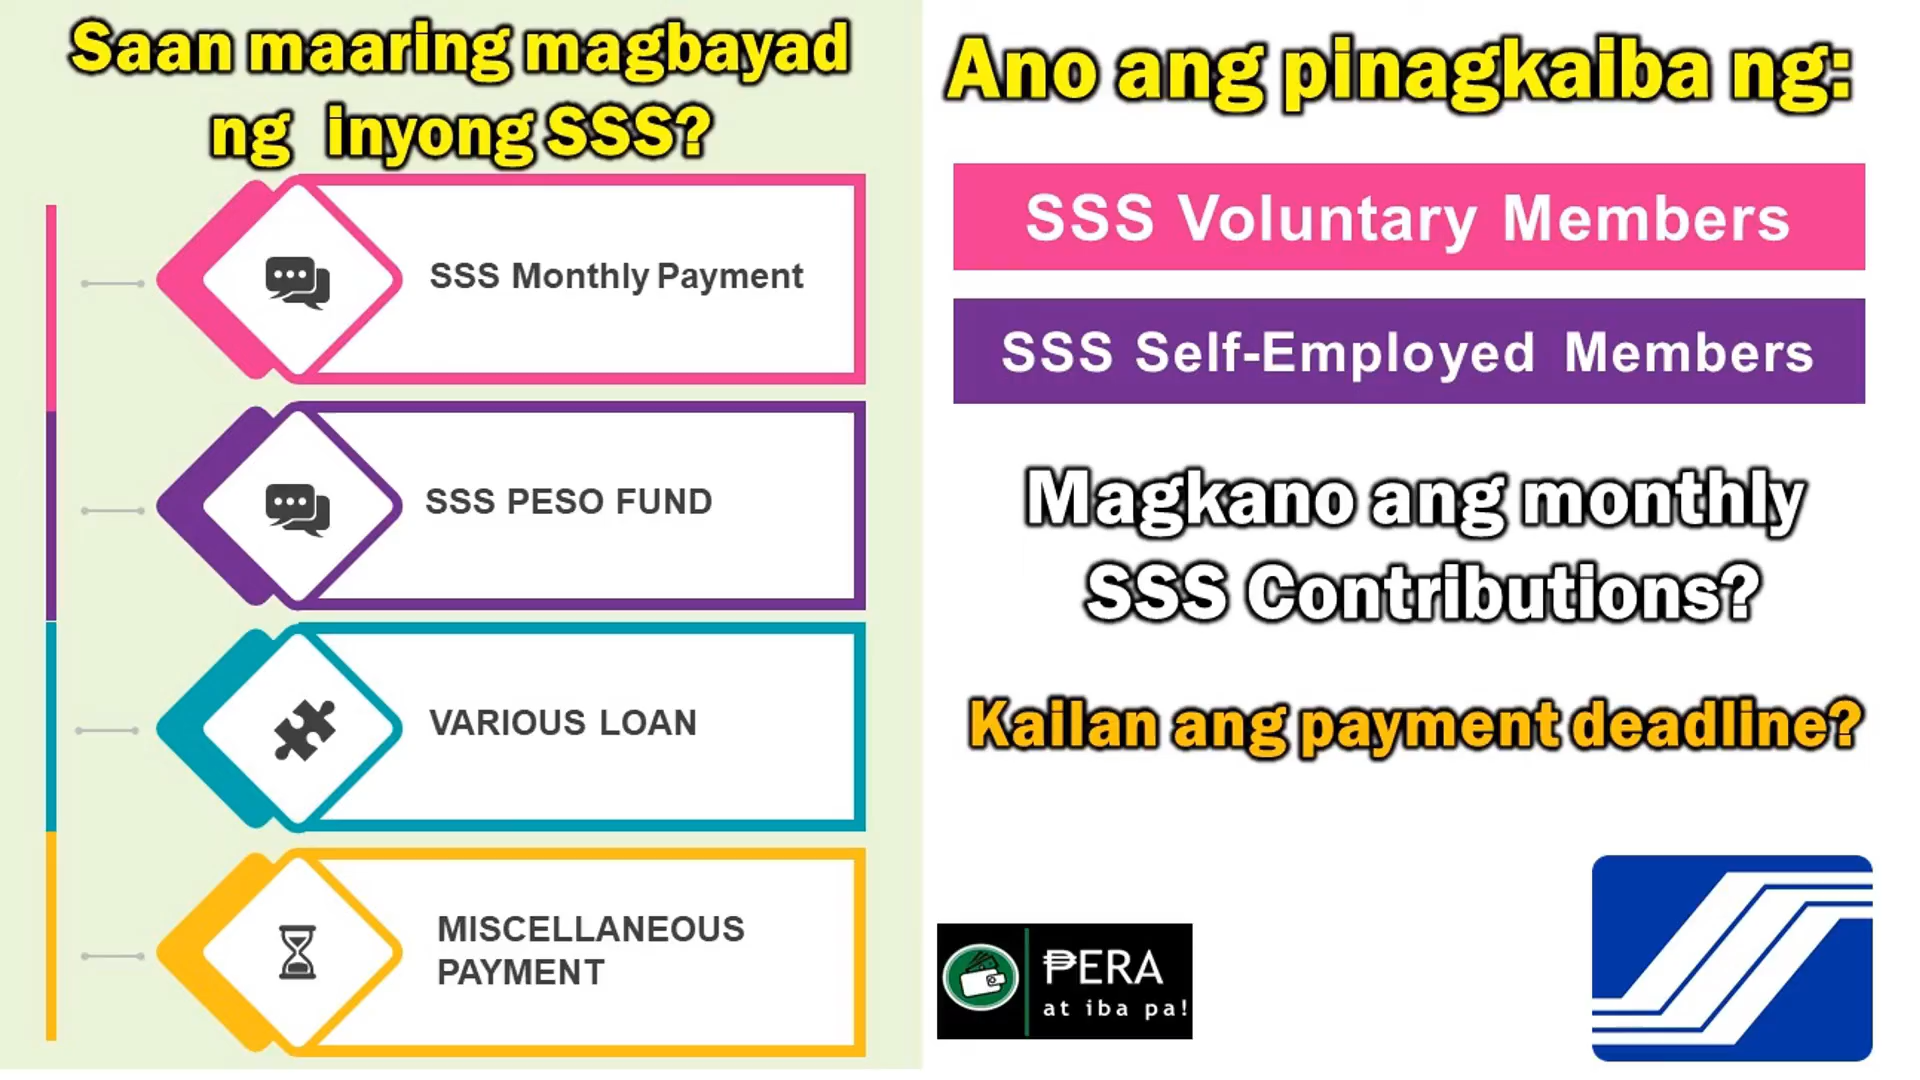 Saan maaring magbayad
ng inyong SSS?
SSS Monthly Payment
SSS PESO FUND
VARIOUS LOAN
MISCELLANEOUS
PAYMENT
Ano ang pinagkaiba ng:
SSS Voluntary Members
SSS Self-Employed Members
Magkano ang monthly
SSS Contributions?
Kailan ang payment deadline?
₱ERA
at iba pa!